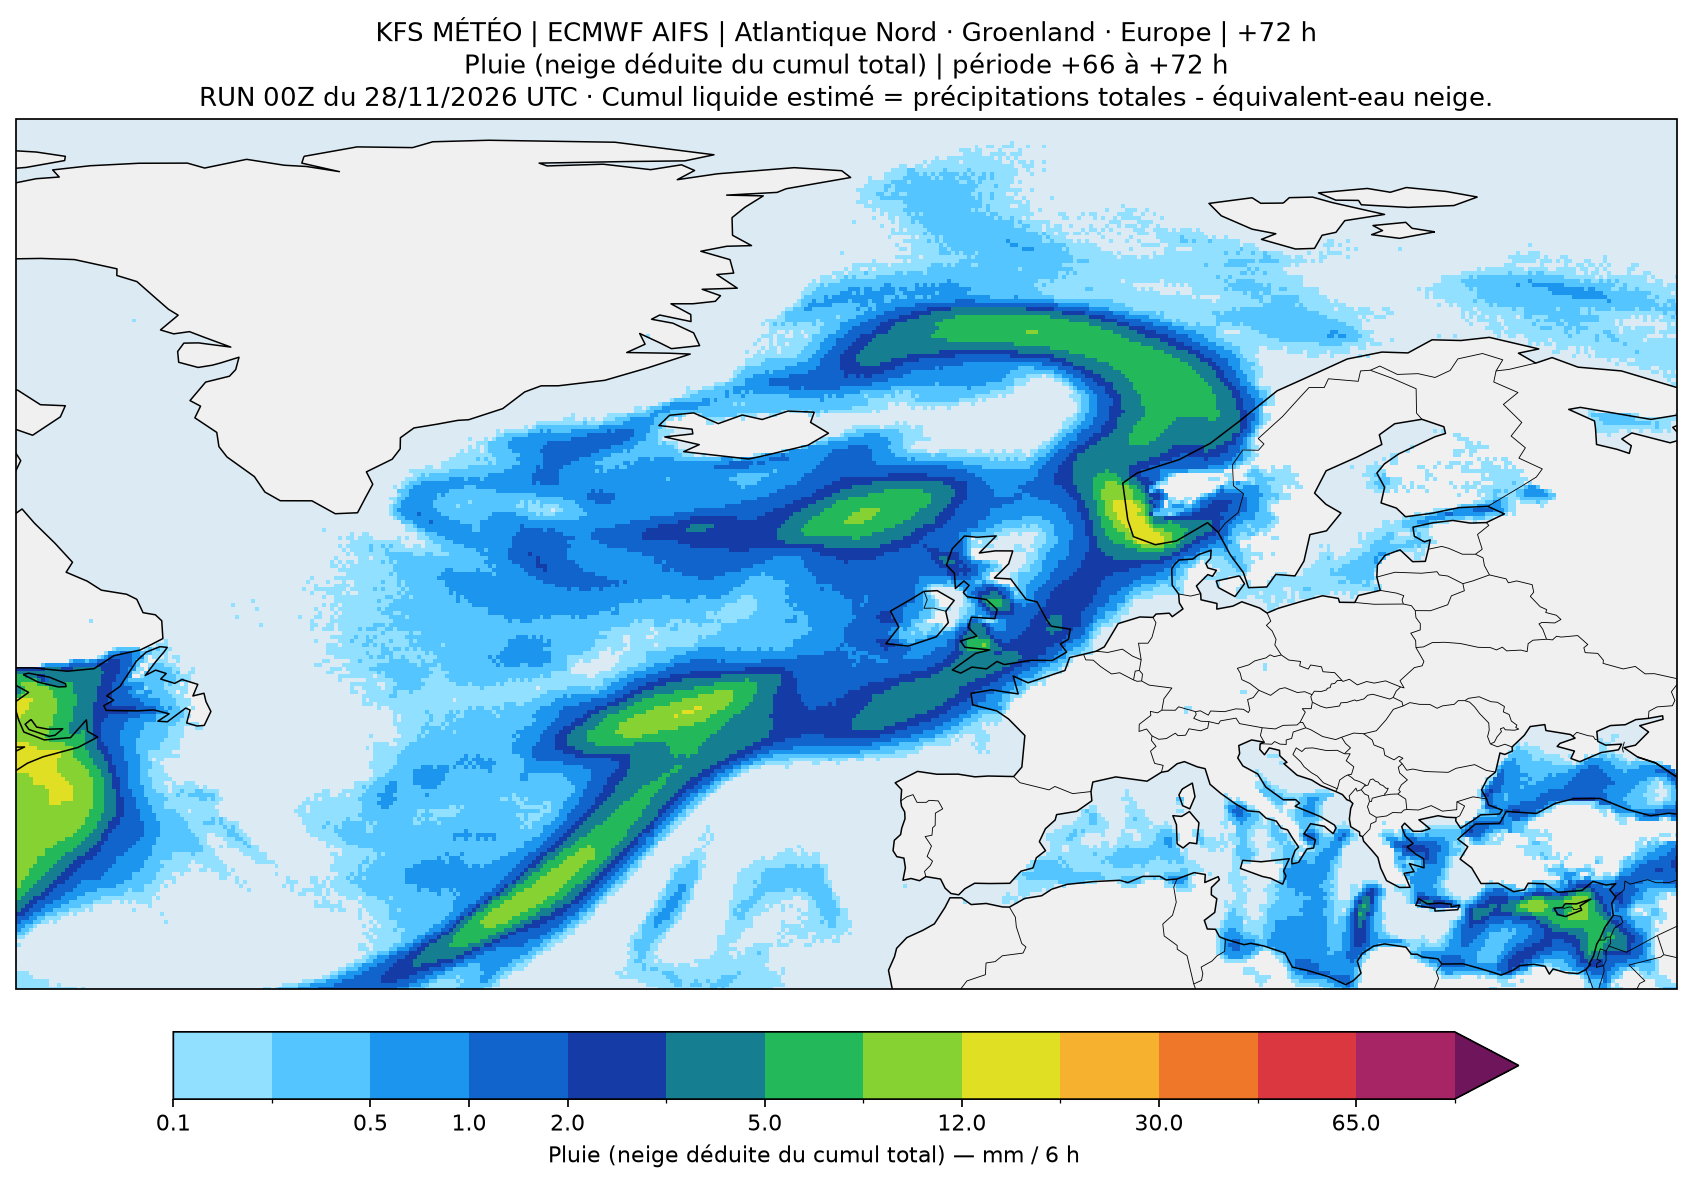 KFS MÉTÉO | ECMWF AIFS | Atlantique Nord · Groenland · Europe | +72 h
Pluie (neige déduite du cumul total) | période +66 à +72 h
RUN 00Z du 28/11/2026 UTC · Cumul liquide estimé = précipitations totales - équivalent-eau neige.
0.1 0.5 1.0 2.0 5.0 12.0 30.0 65.0
Pluie (neige déduite du cumul total) — mm / 6 h